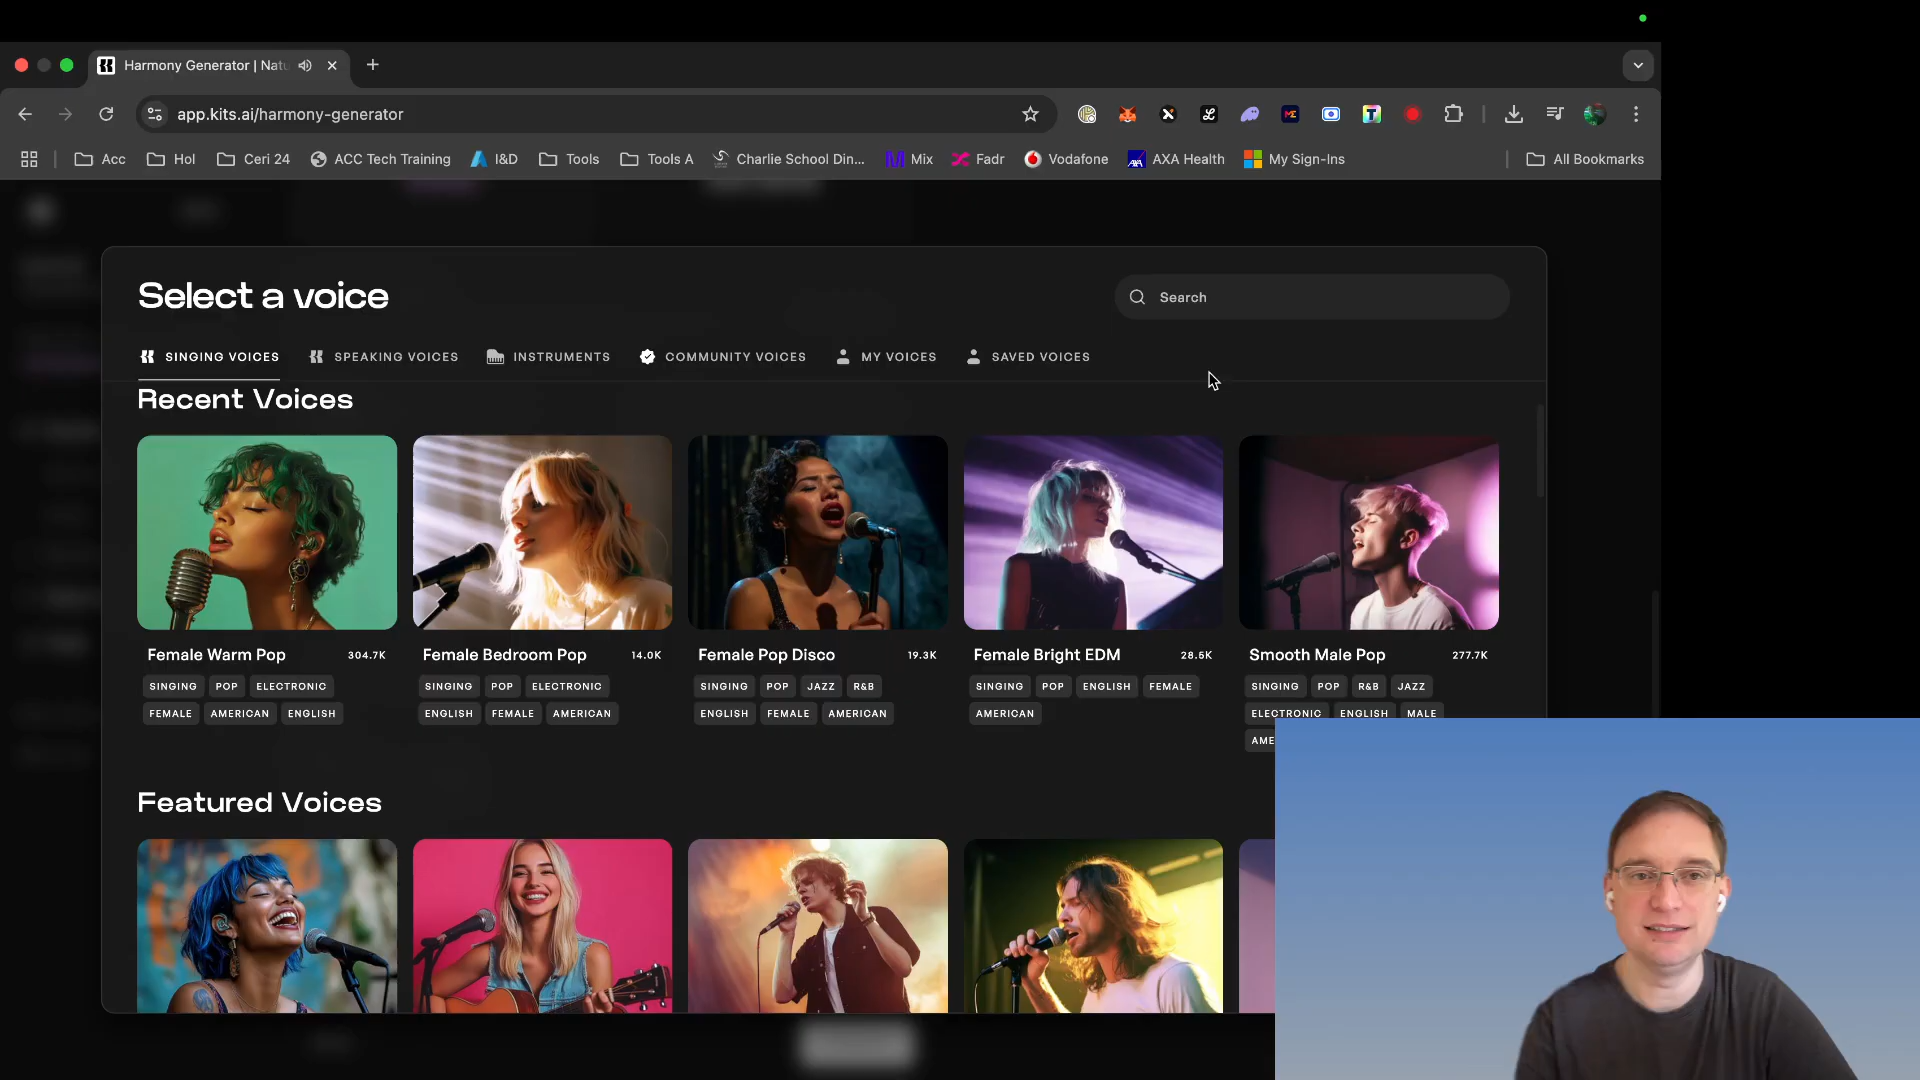 Harmony Generator | Natu
app.kits.ai/harmony-generator
Acc
Hol
Ceri 24
ACC Tech Training
I&D
Tools
Tools A
Charlie School Din...
Mix
Fadr
Vodafone
AXA Health
My Sign-Ins
All Bookmarks
Select a voice
Search
SINGING VOICES
SPEAKING VOICES
INSTRUMENTS
COMMUNITY VOICES
MY VOICES
SAVED VOICES
Recent Voices
Female Warm Pop 304.7K
SINGING POP ELECTRONIC
FEMALE AMERICAN ENGLISH
Female Bedroom Pop 14.0K
SINGING POP ELECTRONIC
ENGLISH FEMALE AMERICAN
Female Pop Disco 19.3K
SINGING POP JAZZ R&B
ENGLISH FEMALE AMERICAN
Female Bright EDM 28.5K
SINGING POP ENGLISH FEMALE
AMERICAN
Smooth Male Pop 277.7K
SINGING POP R&B JAZZ
ELECTRONIC ENGLISH MALE
AME
Featured Voices